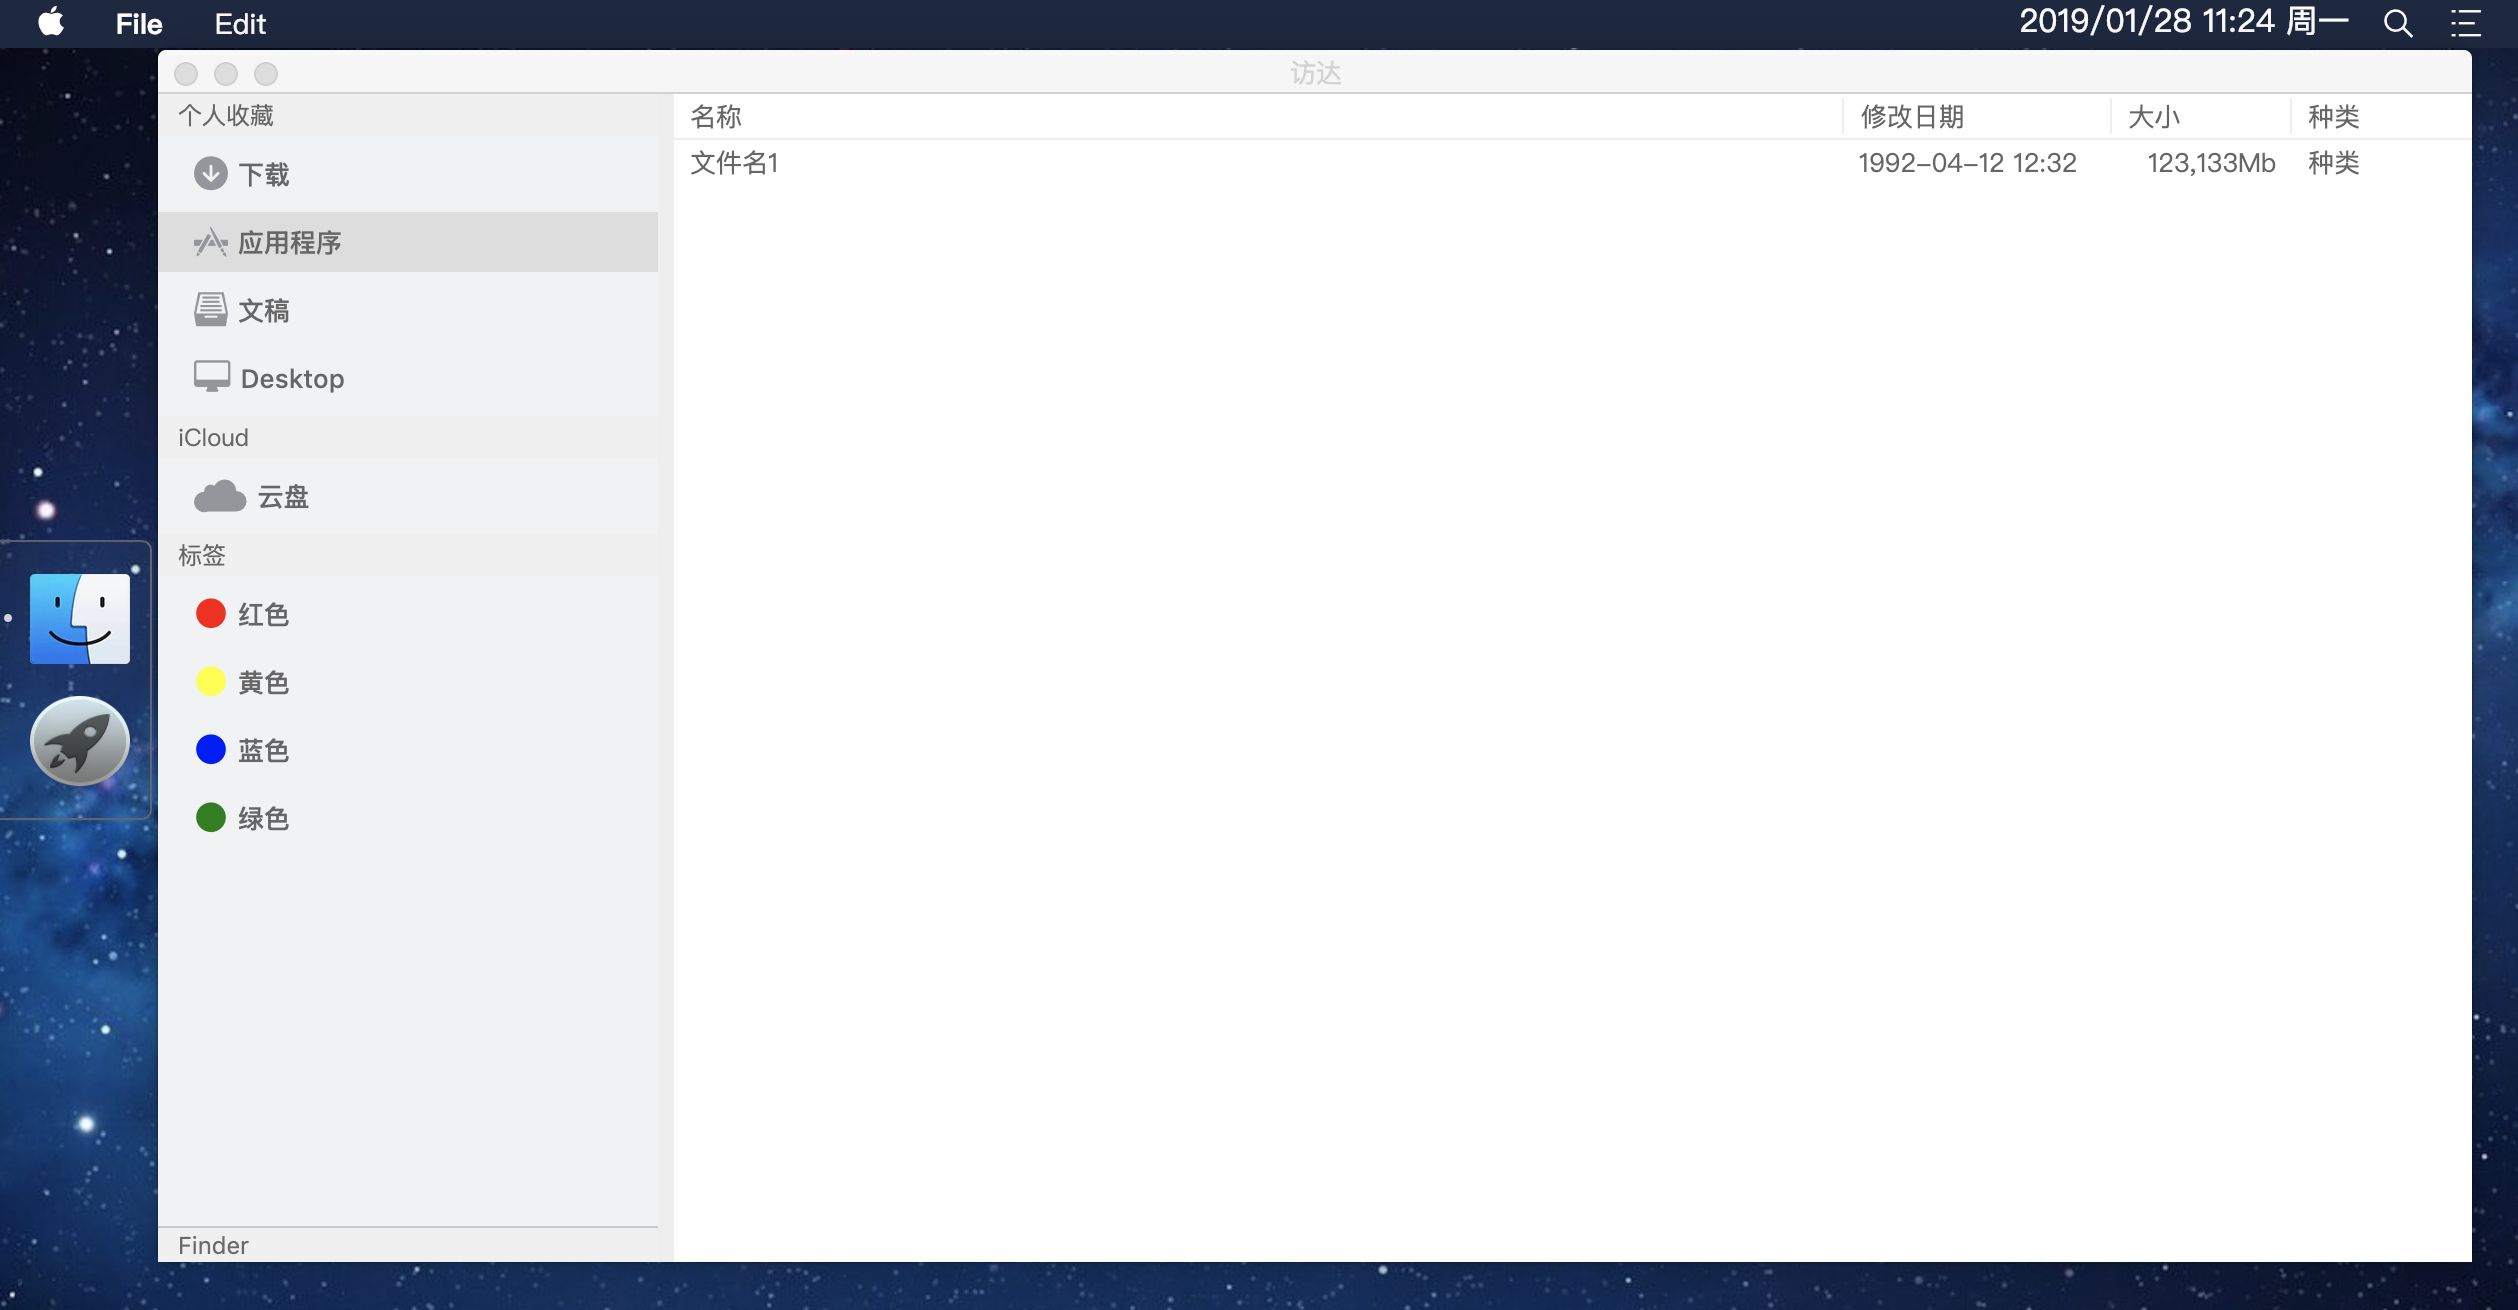 File Edit 2019/01/28 11:24 周一
访达
个人收藏
下载
应用程序
文稿
Desktop
iCloud
云盘
标签
红色
黄色
蓝色
绿色
Finder
名称 修改日期 大小 种类
文件名1 1992-04-12 12:32 123,133Mb 种类